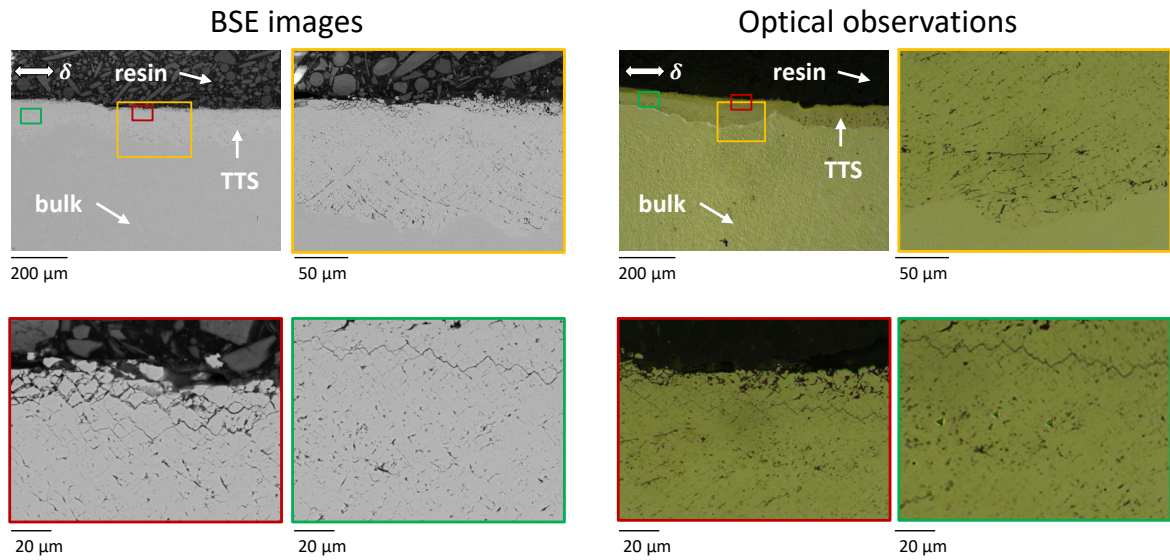 BSE images
Optical observations
δ
resin
TTS
bulk
200 µm
50 µm
δ
resin
TTS
bulk
200 µm
50 µm
20 µm
20 µm
20 µm
20 µm